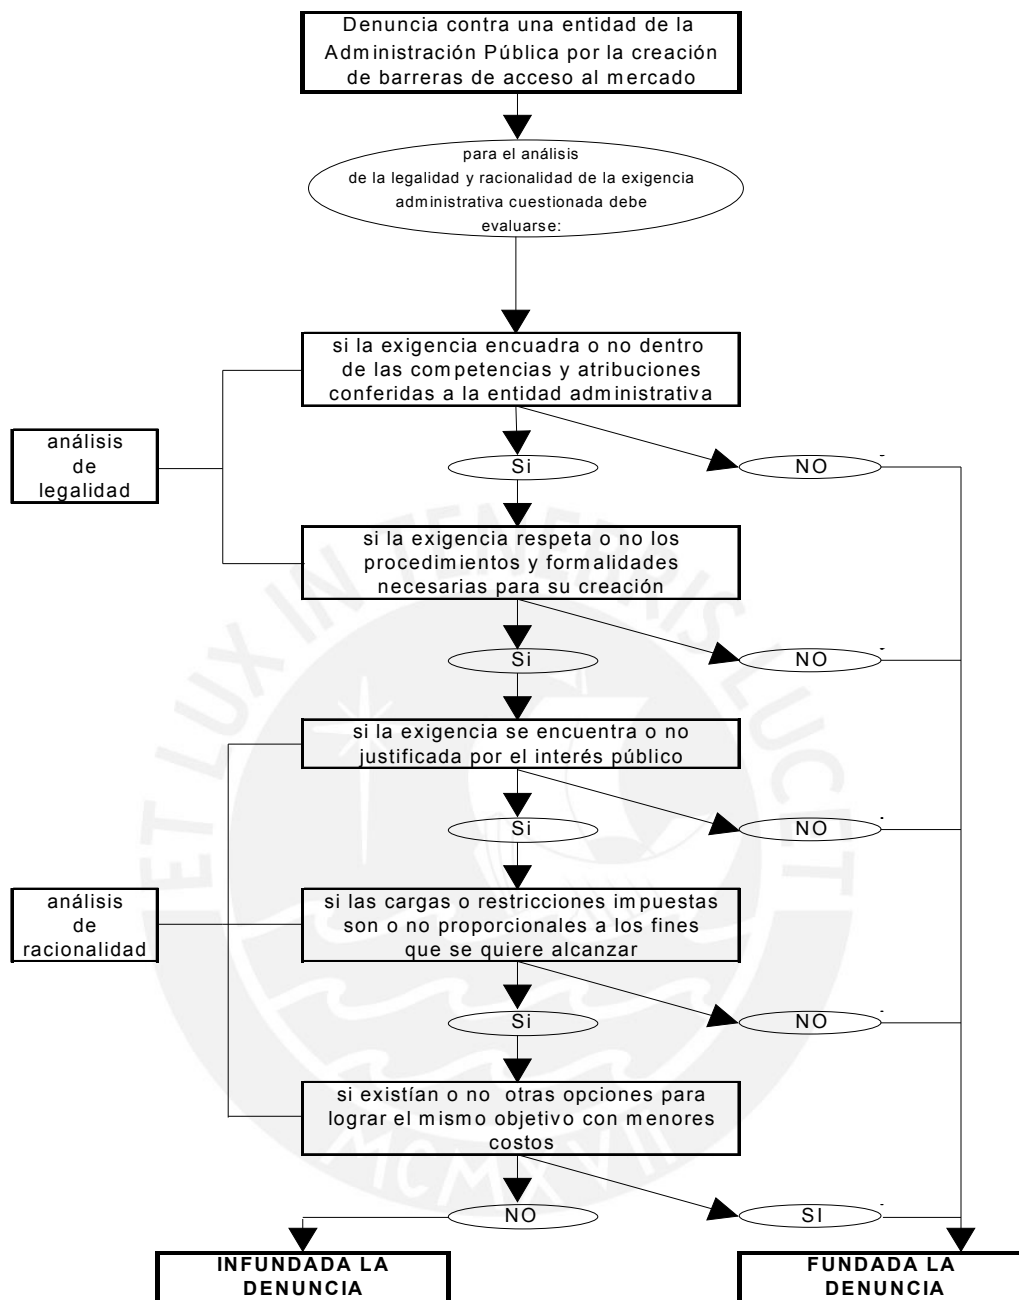 Denuncia contra una entidad de la
Administración Pública por la creación
de barreras de acceso al mercado
para el análisis
de la legalidad y racionalidad de la exigencia
administrativa cuestionada debe
evaluarse:
si la exigencia encuadra o no dentro
de las competencias y atribuciones
conferidas a la entidad administrativa
análisis
de
legalidad
Si
NO
si la exigencia respeta o no los
procedimientos y formalidades
necesarias para su creación
Si
NO
si la exigencia se encuentra o no
justificada por el interés público
Si
NO
análisis
de
racionalidad
si las cargas o restricciones impuestas
son o no proporcionales a los fines
que se quiere alcanzar
Si
NO
si existían o no otras opciones para
lograr el mismo objetivo con menores
costos
NO
SI
INFUNDADA LA
DENUNCIA
FUNDADA LA
DENUNCIA
ET LUX IN TENEBRIS LUCET
MCMXVII